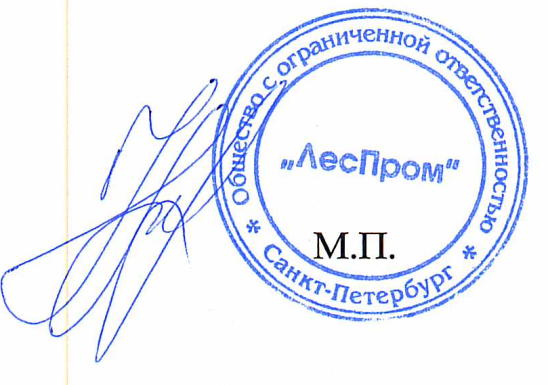 Общество с ограниченной ответственностью
„ЛесПром“
М.П.
* Санкт-Петербург *